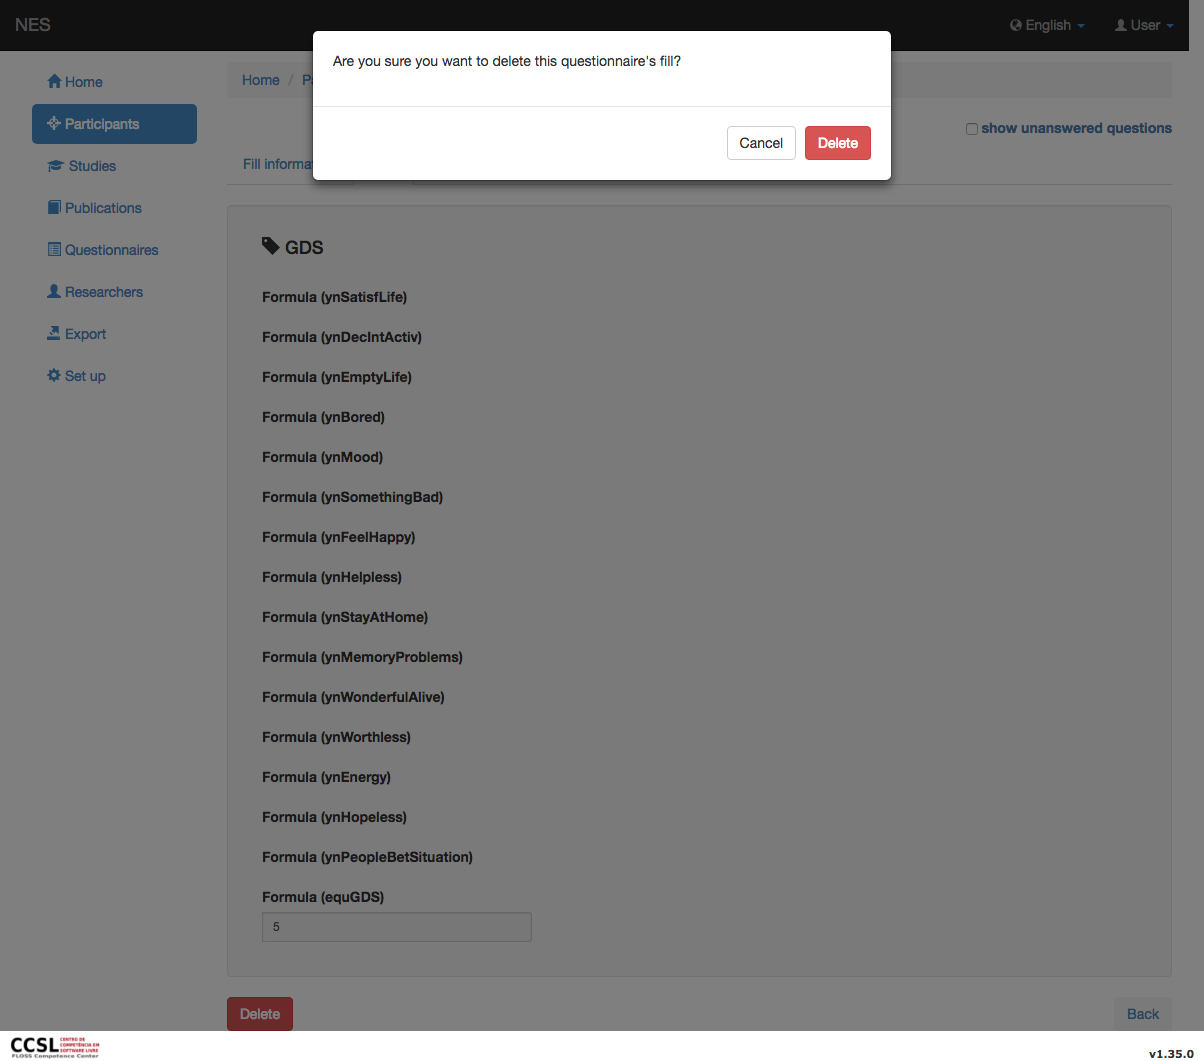 NES
English
User
Are you sure you want to delete this questionnaire's fill?
Cancel
Delete
Home
Participants
Studies
Publications
Questionnaires
Researchers
Export
Set up
Home /
show unanswered questions
Fill
GDS
Formula (ynSatisfLife)
Formula (ynDecIntActiv)
Formula (ynEmptyLife)
Formula (ynBored)
Formula (ynMood)
Formula (ynSomethingBad)
Formula (ynFeelHappy)
Formula (ynHelpless)
Formula (ynStayAtHome)
Formula (ynMemoryProblems)
Formula (ynWonderfulAlive)
Formula (ynWorthless)
Formula (ynEnergy)
Formula (ynHopeless)
Formula (ynPeopleBetSituation)
Formula (equGDS)
5
Delete
Back
CCSL
CENTRO DE
COMPETÊNCIA EM
SOFTWARE LIVRE
FLOSS Competence Center
v1.35.0